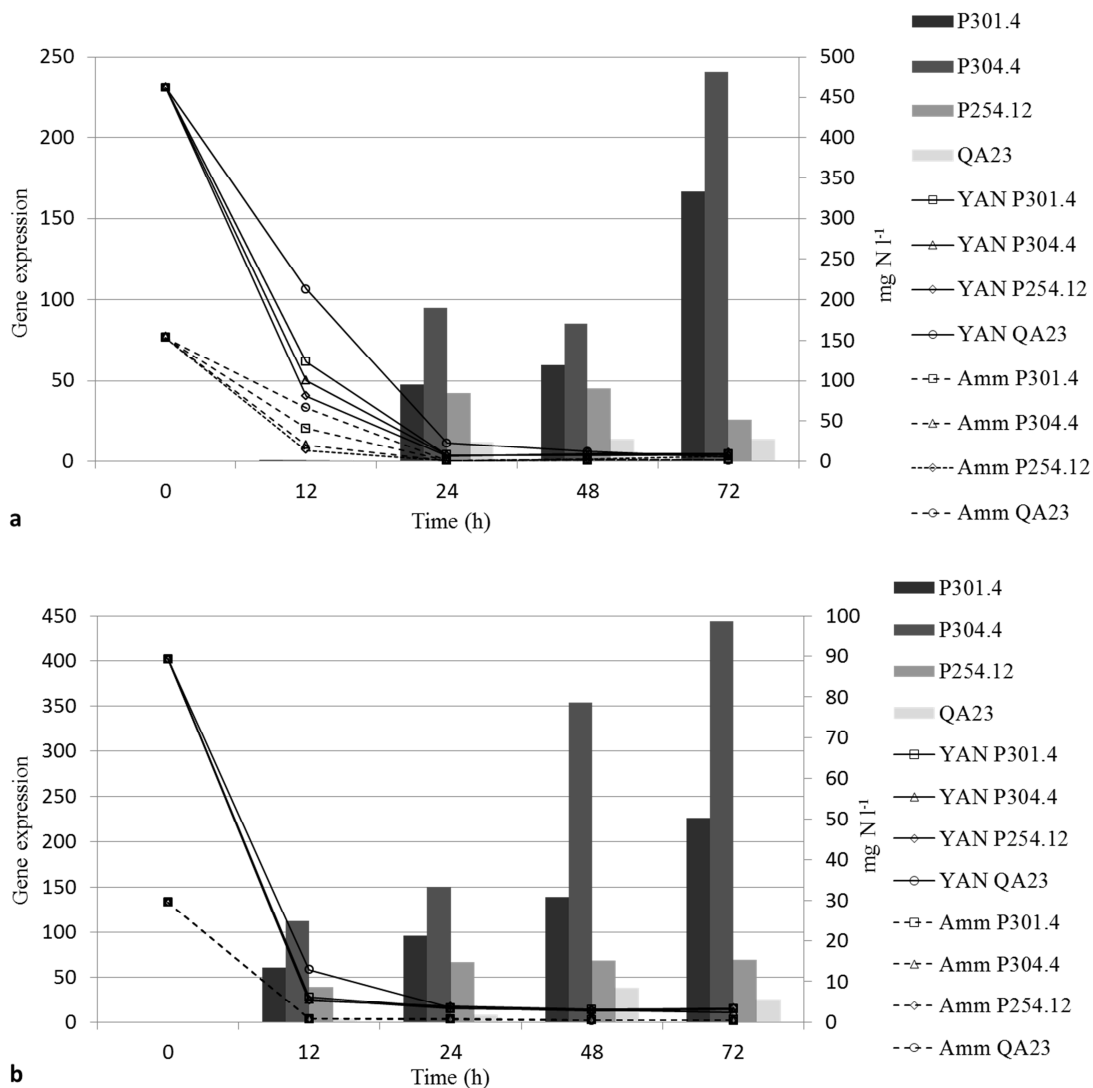 P301.4
P304.4
P254.12
QA23
YAN P301.4
YAN P304.4
YAN P254.12
YAN QA23
Amm P301.4
Amm P304.4
Amm P254.12
Amm QA23
250
200
150
100
50
0
Gene expression
500
450
400
350
300
250
200
150
100
50
0
mg N l⁻¹
0 12 24 48 72
Time (h)
a
P301.4
P304.4
P254.12
QA23
YAN P301.4
YAN P304.4
YAN P254.12
YAN QA23
Amm P301.4
Amm P304.4
Amm P254.12
Amm QA23
450
400
350
300
250
200
150
100
50
0
Gene expression
100
90
80
70
60
50
40
30
20
10
0
mg N l⁻¹
0 12 24 48 72
Time (h)
b